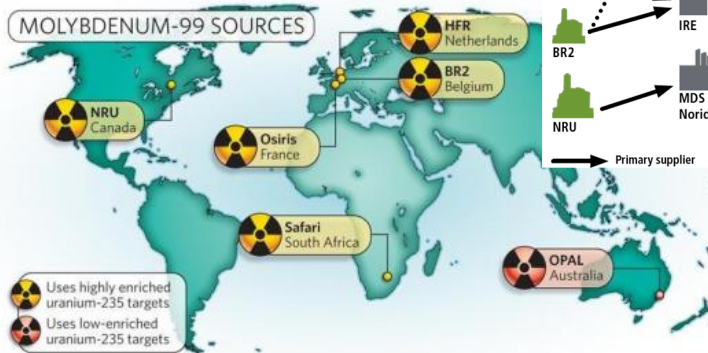 MOLYBDENUM-99 SOURCES
HFR
Netherlands
BR2
Belgium
NRU
Canada
Osiris
France
Safari
South Africa
OPAL
Australia
Uses highly enriched
uranium-235 targets
Uses low-enriched
uranium-235 targets
BR2
IRE
NRU
MDS
Primary supplier